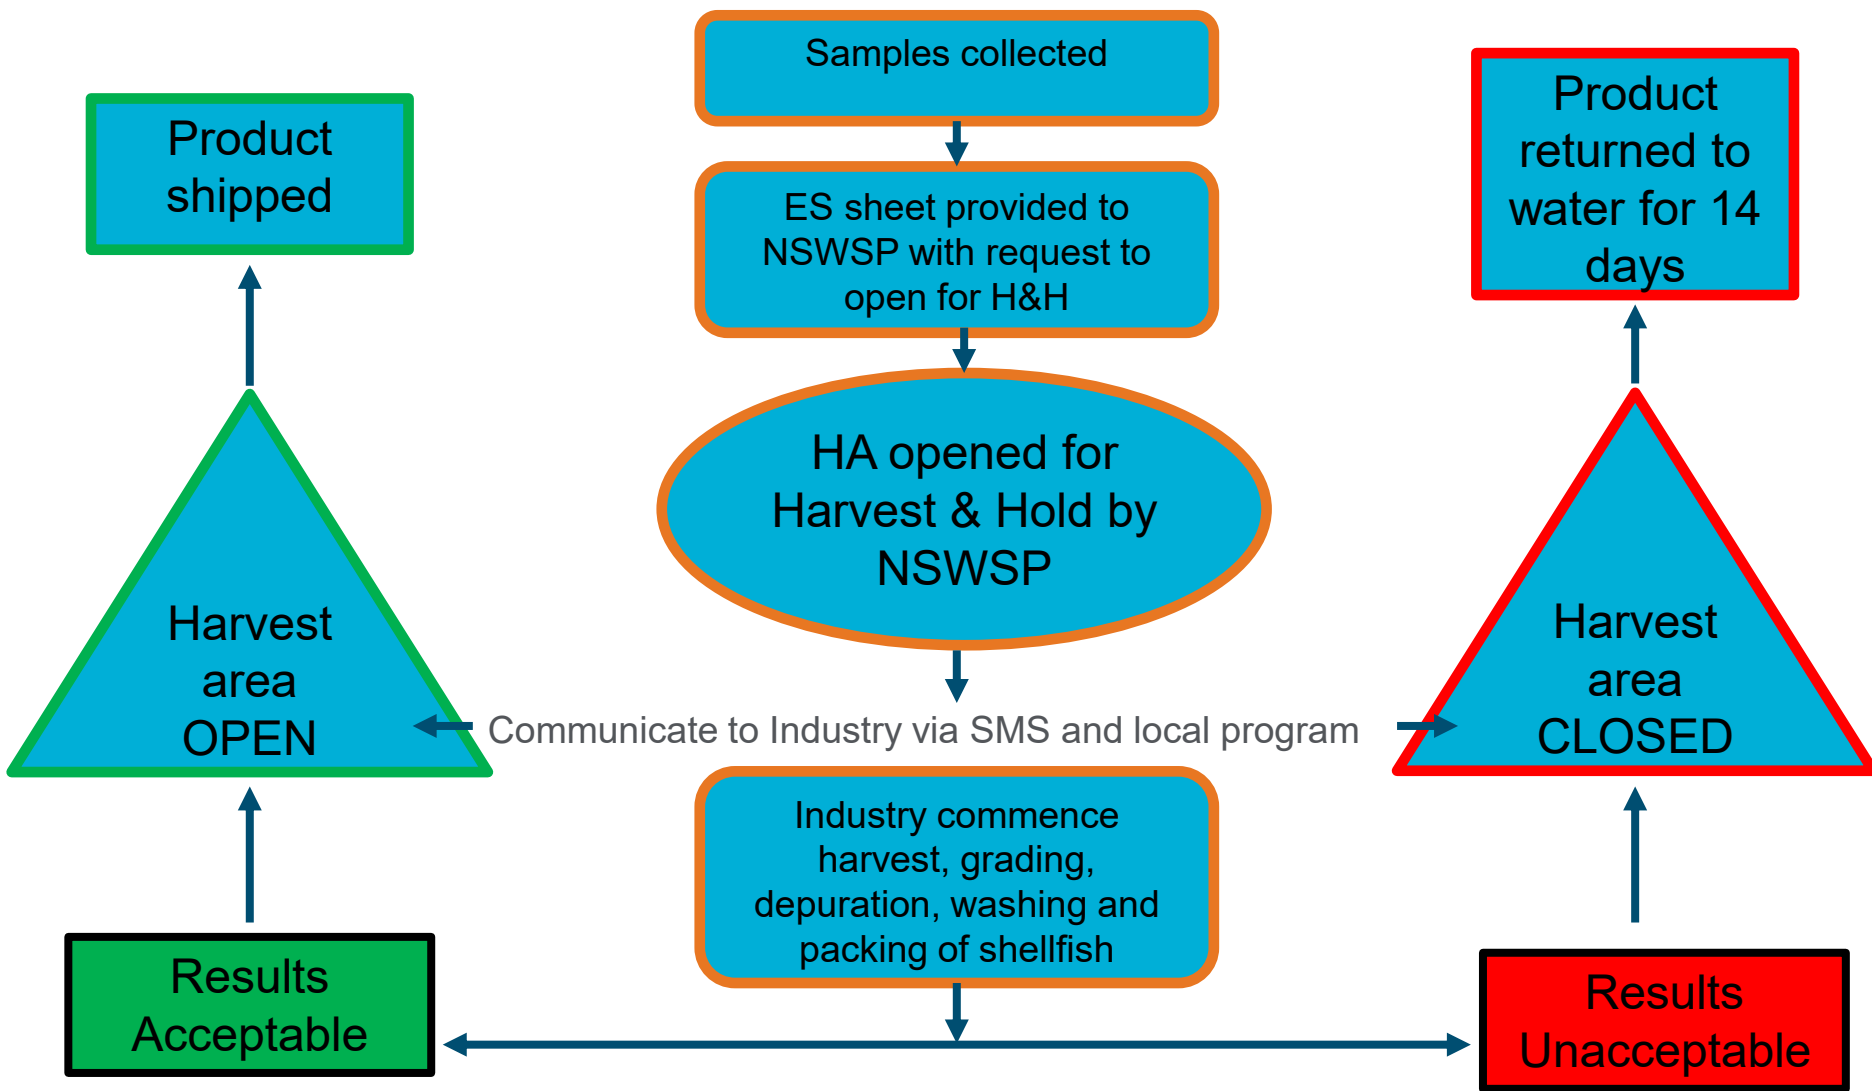 Samples collected
ES sheet provided to
NSWSP with request to
open for H&H
HA opened for
Harvest & Hold by
NSWSP
Communicate to Industry via SMS and local program
Industry commence
harvest, grading,
depuration, washing and
packing of shellfish
Results
Acceptable
Harvest
area
OPEN
Product
shipped
Results
Unacceptable
Harvest
area
CLOSED
Product
returned to
water for 14
days